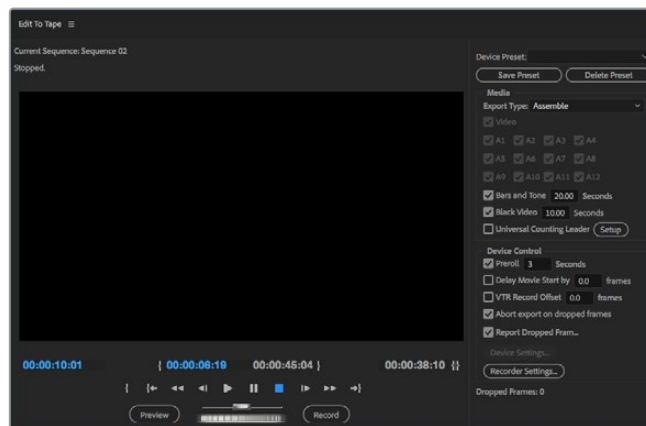 Edit To Tape
Current Sequence: Sequence 02
Stopped.
00:00:10:01
{ 00:00:06:19
00:00:45:04 }
00:00:38:10 {}
Preview
Record
Device Preset:
Save Preset
Delete Preset
Media
Export Type: Assemble
Video
A1 A2 A3 A4
A5 A6 A7 A8
A9 A10 A11 A12
Bars and Tone 20.00 Seconds
Black Video 10.00 Seconds
Universal Counting Leader Setup
Device Control
Preroll 3 Seconds
Delay Movie Start by 0.0 frames
VTR Record Offset 0.0 frames
Abort export on dropped frames
Report Dropped Fram...
Device Settings...
Recorder Settings...
Dropped Frames: 0